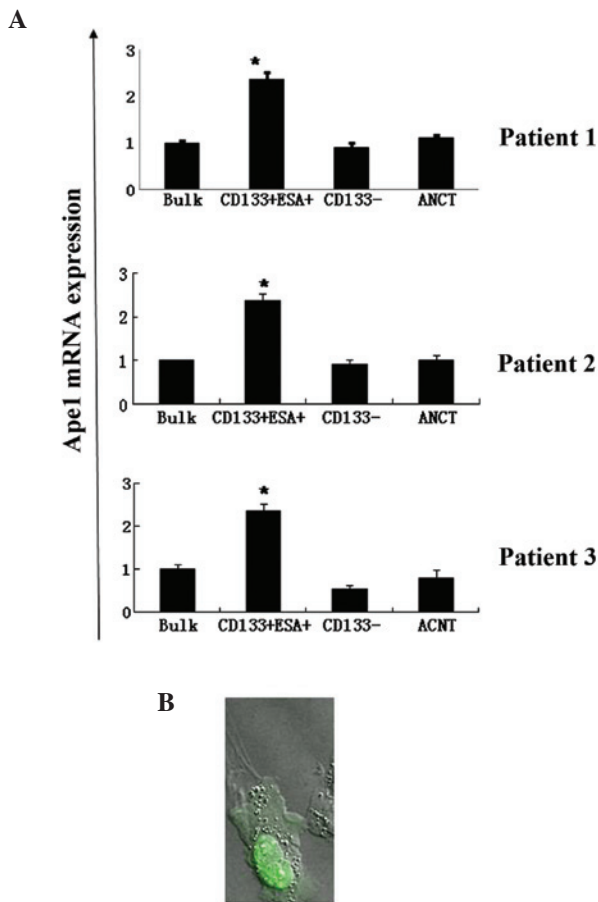 A
Ape1 mRNA expression
3
2
1
0
*
Bulk CD133+ESA+ CD133- ANCT
Patient 1
3
2
1
0
*
Bulk CD133+ESA+ CD133- ANCT
Patient 2
3
2
1
0
*
Bulk CD133+ESA+ CD133- ACNT
Patient 3
B